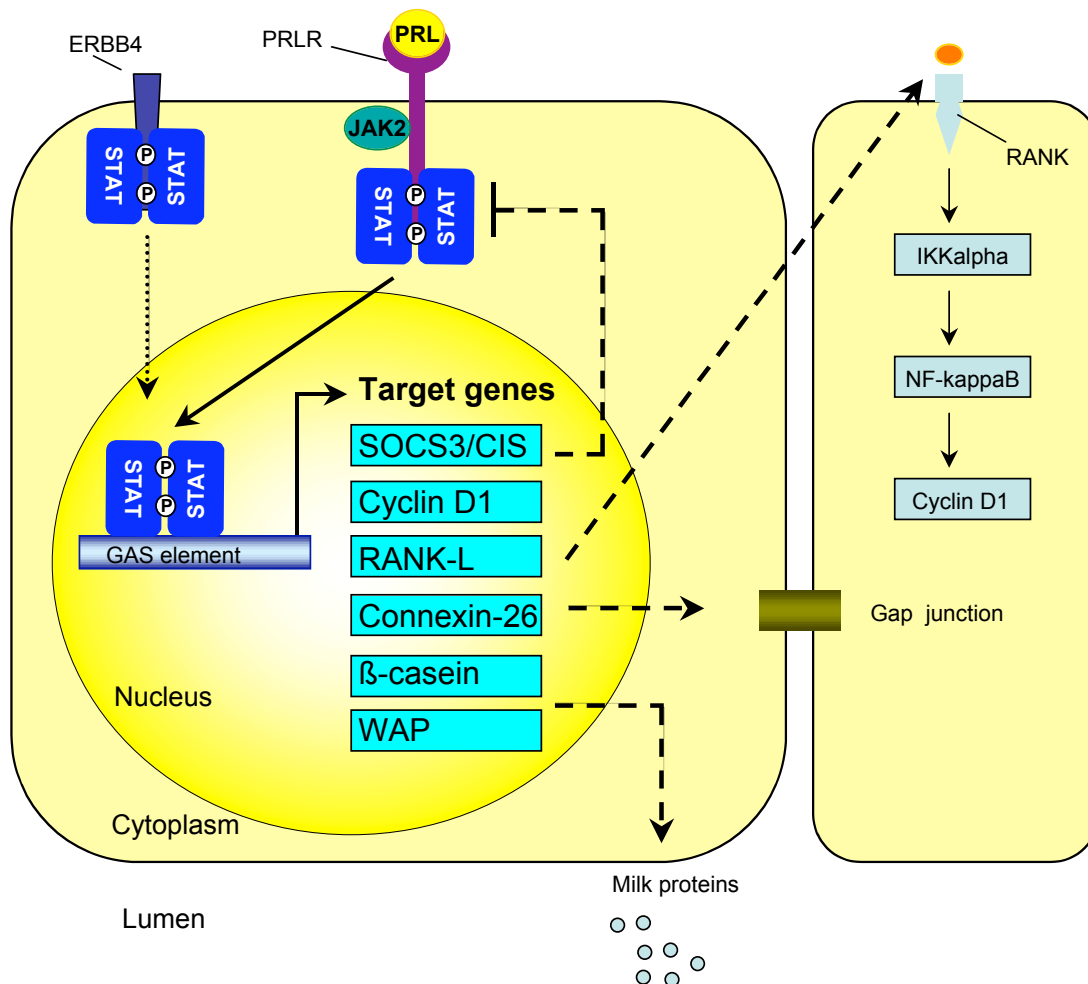 ERBB4
PRLR
PRL
JAK2
STAT
P
P
STAT
STAT
P
P
STAT
RANK
IKKalpha
NF-kappaB
Cyclin D1
Target genes
SOCS3/CIS
Cyclin D1
RANK-L
Connexin-26
ß-casein
WAP
STAT
P
P
STAT
GAS element
Gap junction
Nucleus
Cytoplasm
Milk proteins
Lumen